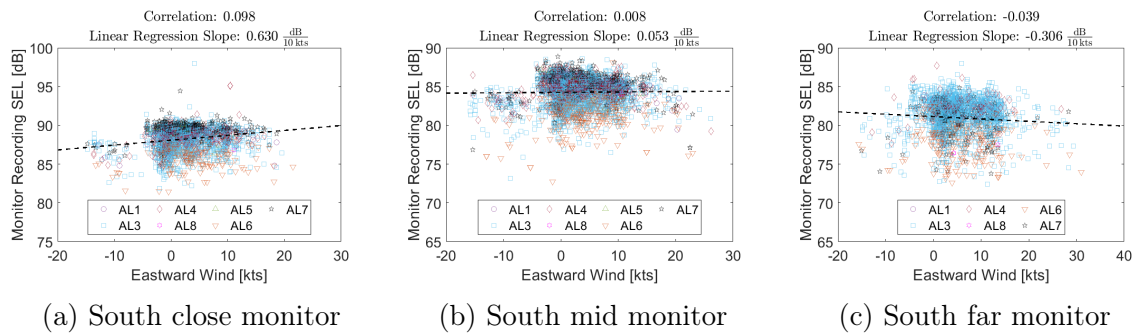 Correlation: 0.098
Linear Regression Slope: 0.630 dB/10 kts
100
95
90
85
80
75
Monitor Recording SEL [dB]
AL1 AL4 AL5 AL7
AL3 AL8 AL6
-20 -10 0 10 20 30
Eastward Wind [kts]
(a) South close monitor
Correlation: 0.008
Linear Regression Slope: 0.053 dB/10 kts
90
85
80
75
70
65
Monitor Recording SEL [dB]
AL1 AL4 AL5 AL7
AL3 AL8 AL6
-20 -10 0 10 20 30
Eastward Wind [kts]
(b) South mid monitor
Correlation: -0.039
Linear Regression Slope: -0.306 dB/10 kts
90
85
80
75
70
65
Monitor Recording SEL [dB]
AL1 AL4 AL6
AL3 AL8 AL7
-20 -10 0 10 20 30 40
Eastward Wind [kts]
(c) South far monitor